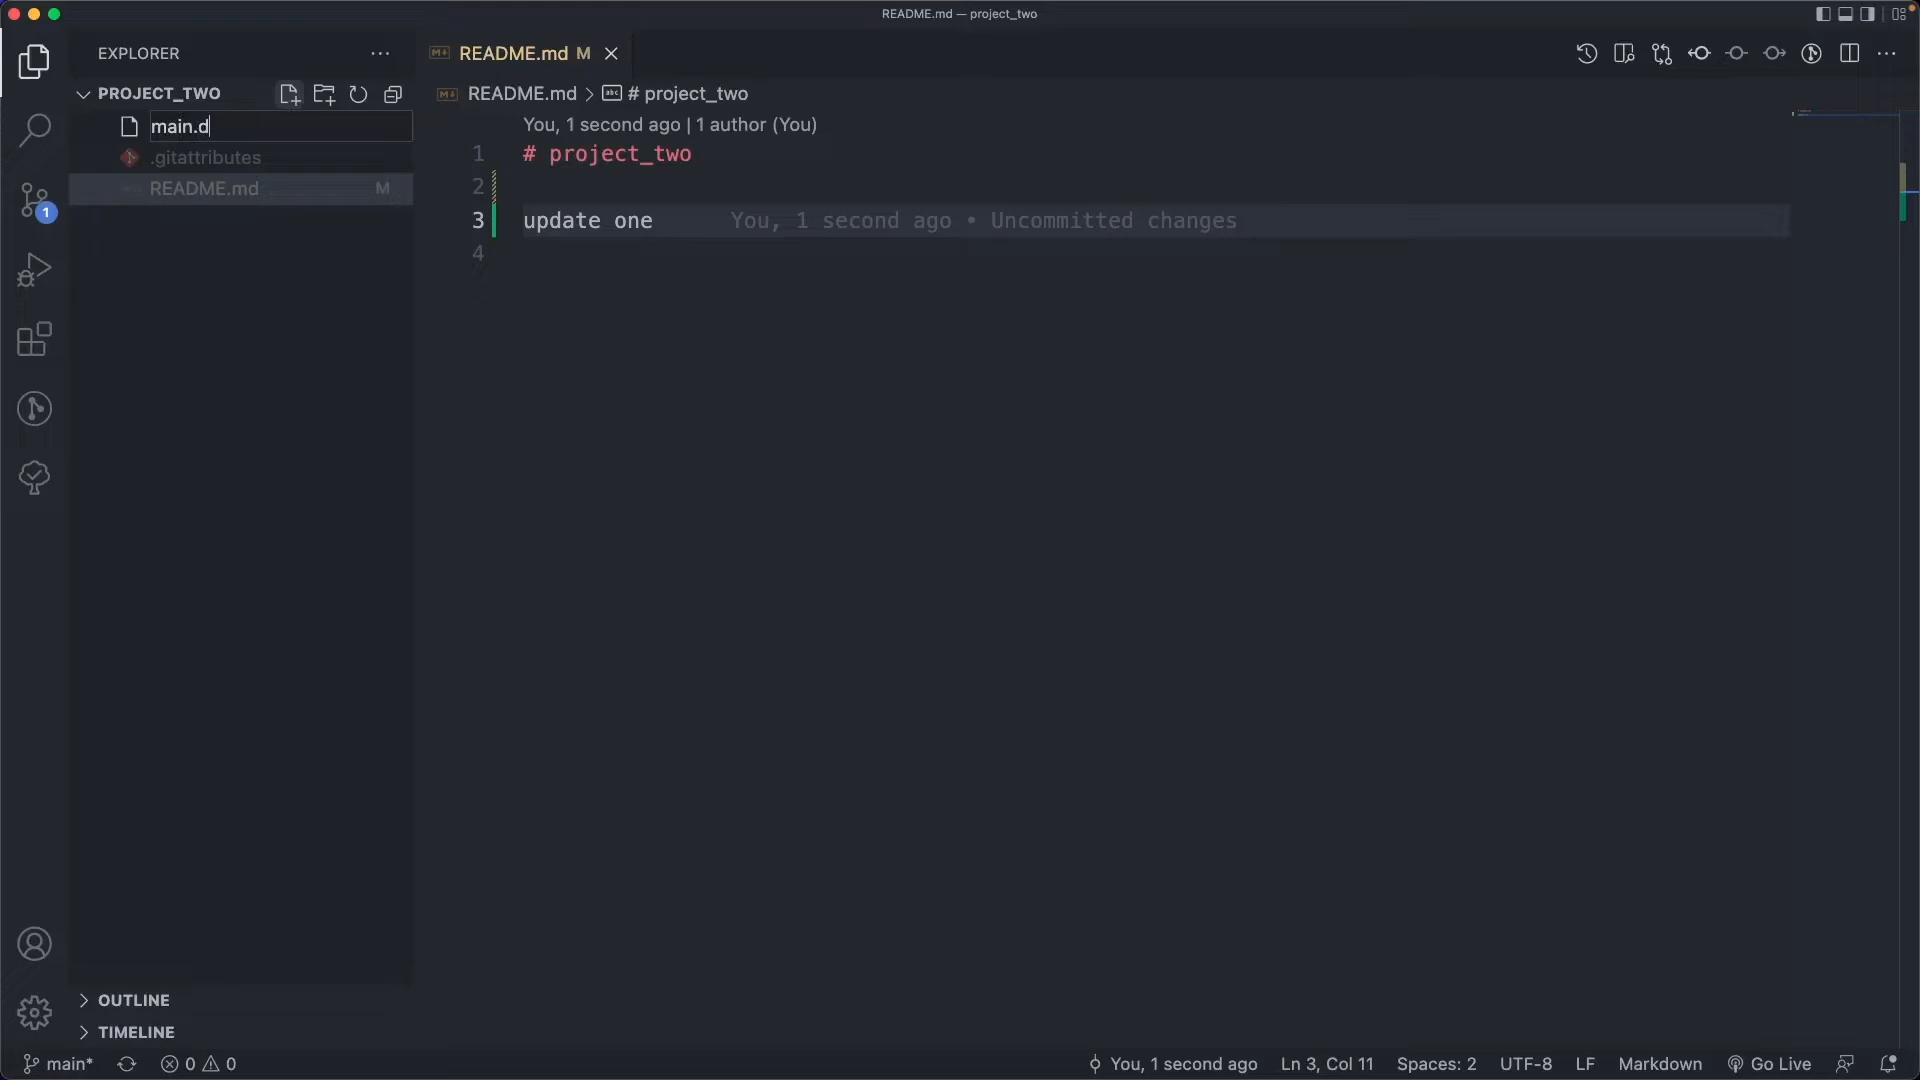 README.md — project_two
EXPLORER
README.md M
PROJECT_TWO
README.md > # project_two
main.d
You, 1 second ago | 1 author (You)
1 # project_two
.gitattributes
README.md M
2
1
3 update one You, 1 second ago • Uncommitted changes
4
OUTLINE
TIMELINE
main* 0 0 You, 1 second ago Ln 3, Col 11 Spaces: 2 UTF-8 LF Markdown Go Live